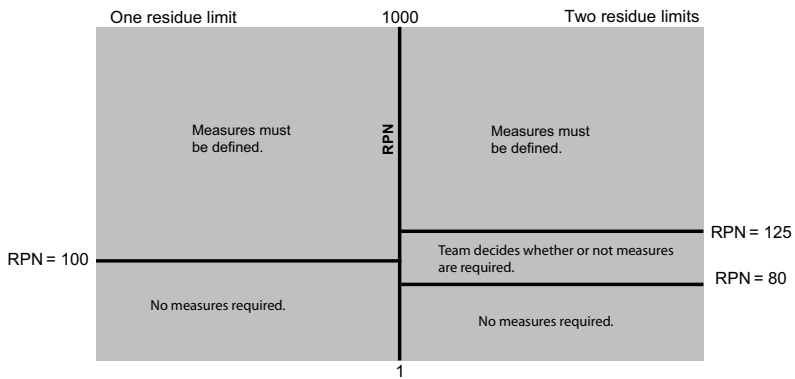 One residue limit
1000
Two residue limits
Measures must
be defined.
RPN
Measures must
be defined.
RPN = 125
RPN = 100
Team decides whether or not measures
are required.
RPN = 80
No measures required.
No measures required.
1